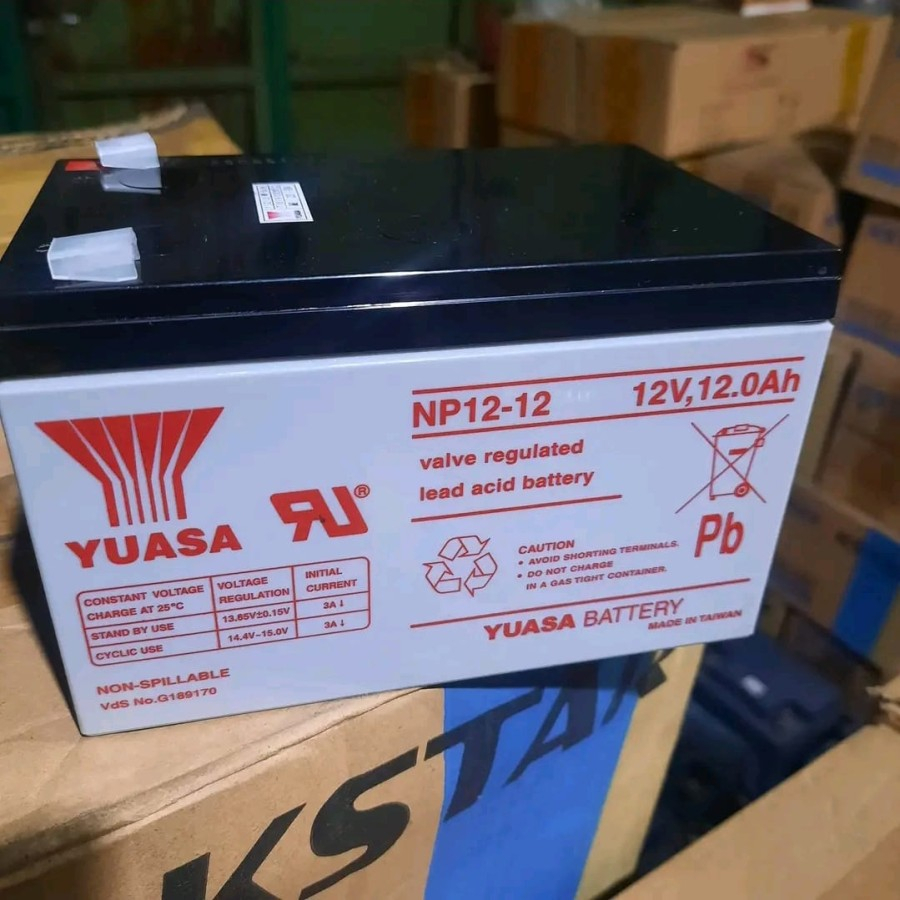 YUASA
RU®
NP12-12 12V,12.0Ah
valve regulated
lead acid battery
CAUTION
• AVOID SHORTING TERMINALS.
• DO NOT CHARGE
IN A GAS TIGHT CONTAINER.
Pb
YUASA BATTERY
MADE IN TAIWAN
CONSTANT VOLTAGE CHARGE AT 25°C VOLTAGE REGULATION INITIAL CURRENT
STAND BY USE 13.65V±0.15V 3A↓
CYCLIC USE 14.4V~15.0V 3A↓
NON-SPILLABLE
VdS No.G189170
KSTAR